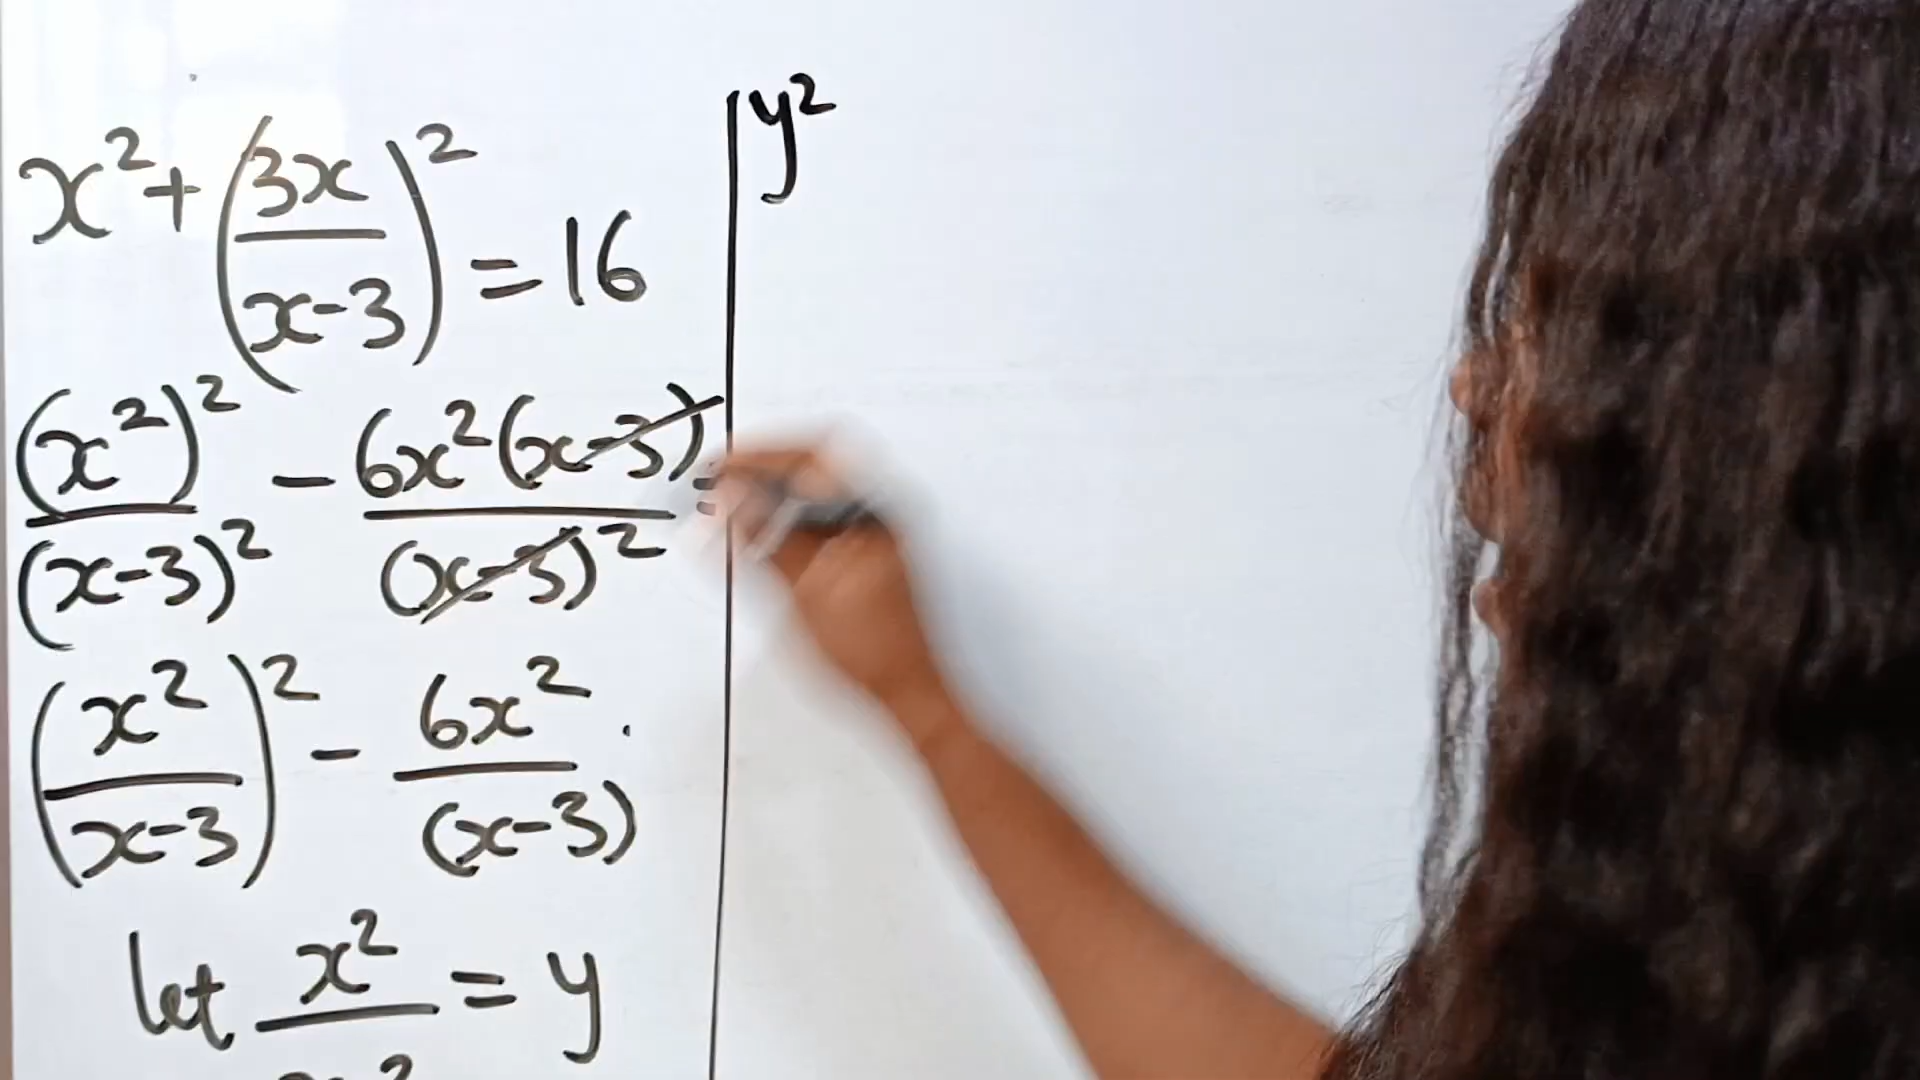 x² + (3x/(x-3))² = 16
(x²)²/(x-3)² - 6x²(x-3)/(x-3)² =
(x²/(x-3))² - 6x²/(x-3)
let x²/ = y
y²